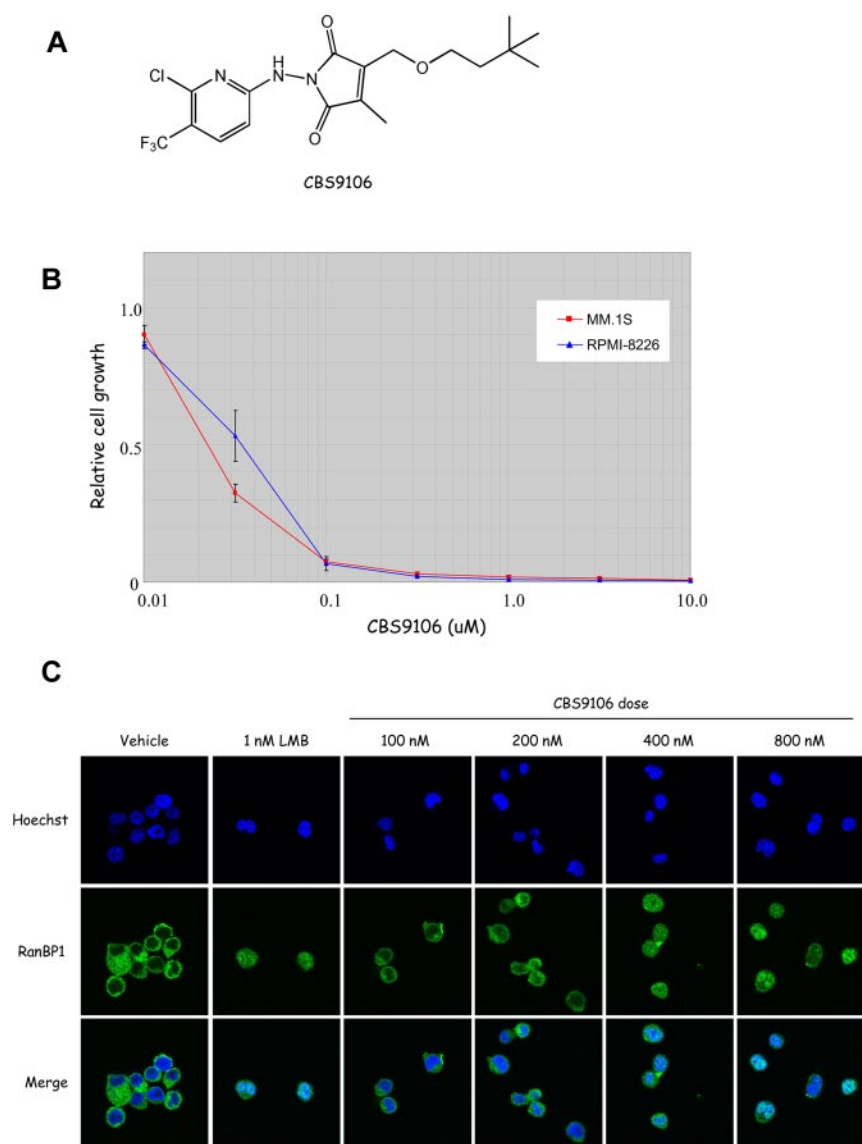 A
O
H
Cl
N
N
N
O
F₃C
O
CBS9106
B
1.0
MM.1S
RPMI-8226
Relative cell growth
0.5
0
0.01
0.1
1.0
10.0
CBS9106 (uM)
C
CBS9106 dose
Vehicle
1 nM LMB
100 nM
200 nM
400 nM
800 nM
Hoechst
RanBP1
Merge